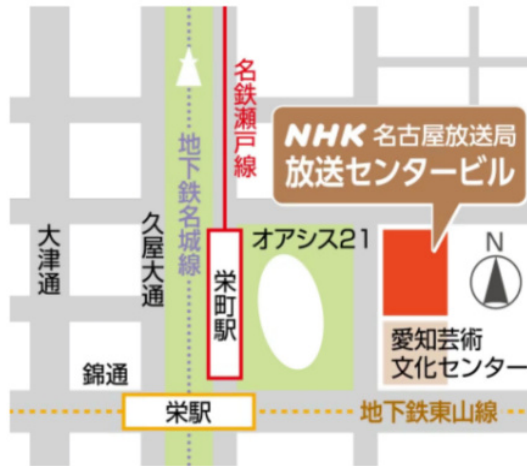 名鉄瀬戸線
NHK 名古屋放送局
放送センタービル
地下鉄名城線
大津通
久屋大通
オアシス21
N
栄町駅
愛知芸術
文化センター
錦通
栄駅
地下鉄東山線